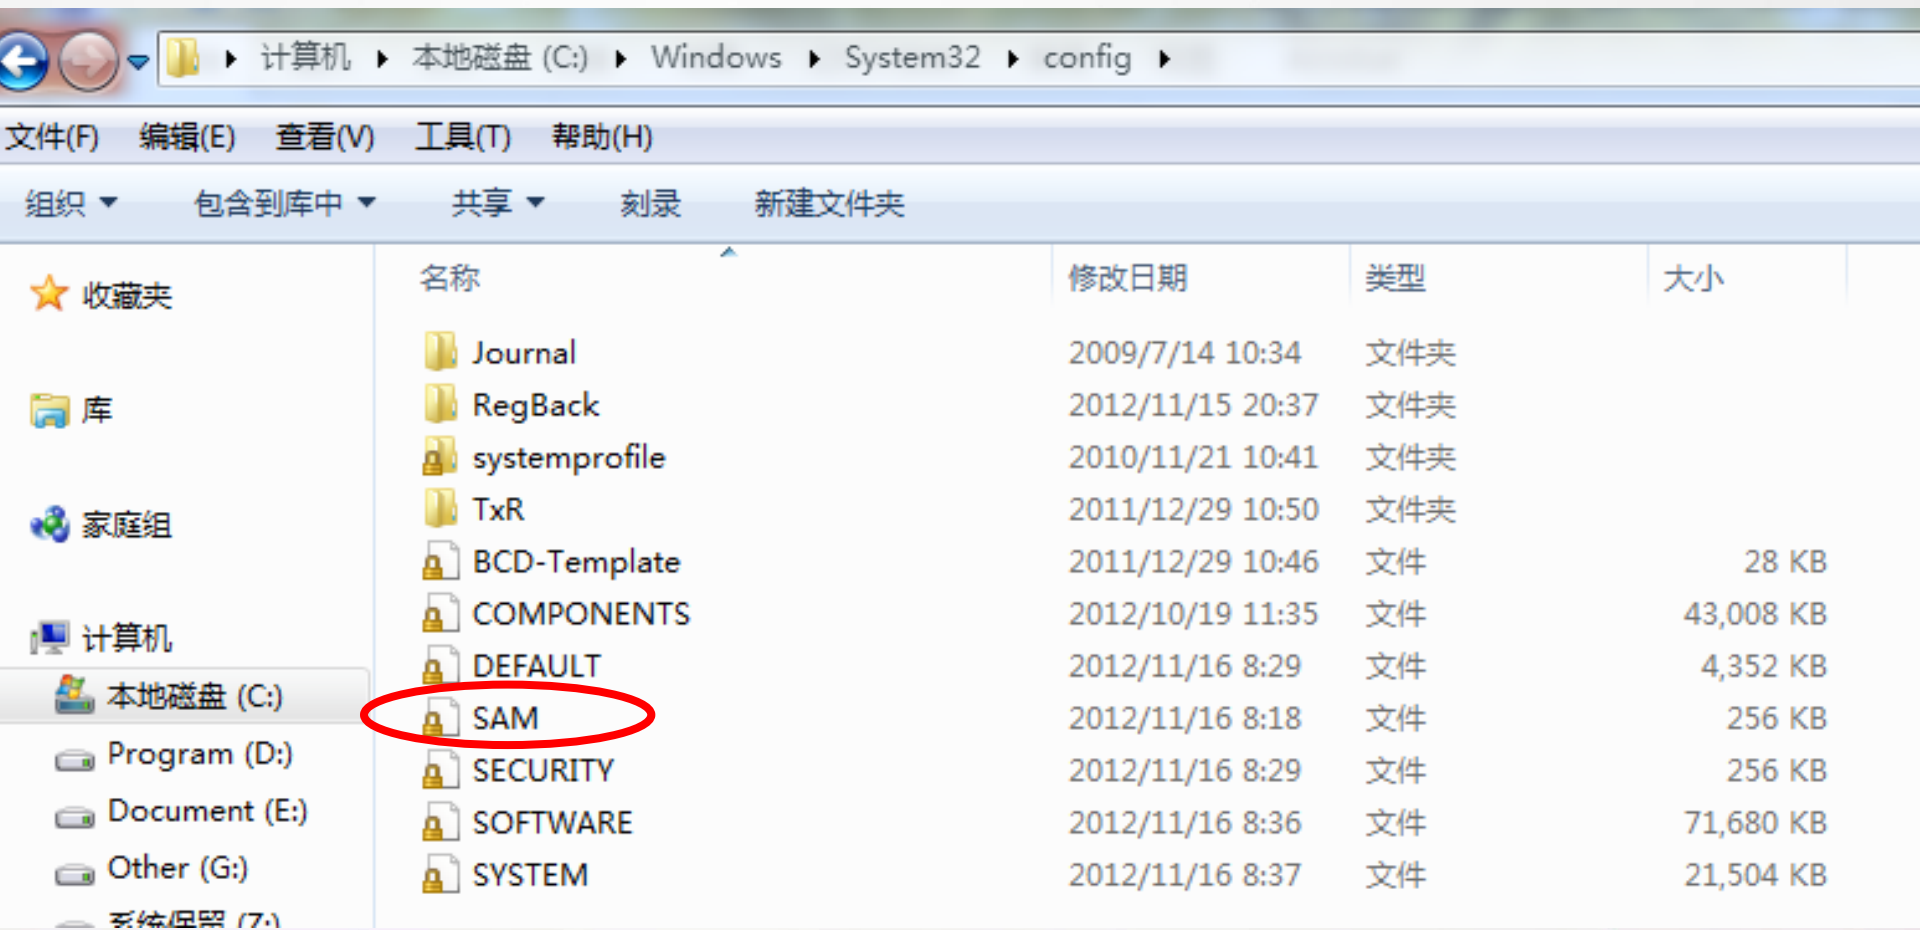 计算机 本地磁盘 (C:) Windows System32 config
文件(F) 编辑(E) 查看(V) 工具(T) 帮助(H)
组织 包含到库中 共享 刻录 新建文件夹
收藏夹
库
家庭组
计算机
本地磁盘 (C:)
Program (D:)
Document (E:)
Other (G:)
系统保留 (Z:)
名称 修改日期 类型 大小
Journal 2009/7/14 10:34 文件夹
RegBack 2012/11/15 20:37 文件夹
systemprofile 2010/11/21 10:41 文件夹
TxR 2011/12/29 10:50 文件夹
BCD-Template 2011/12/29 10:46 文件 28 KB
COMPONENTS 2012/10/19 11:35 文件 43,008 KB
DEFAULT 2012/11/16 8:29 文件 4,352 KB
SAM 2012/11/16 8:18 文件 256 KB
SECURITY 2012/11/16 8:29 文件 256 KB
SOFTWARE 2012/11/16 8:36 文件 71,680 KB
SYSTEM 2012/11/16 8:37 文件 21,504 KB